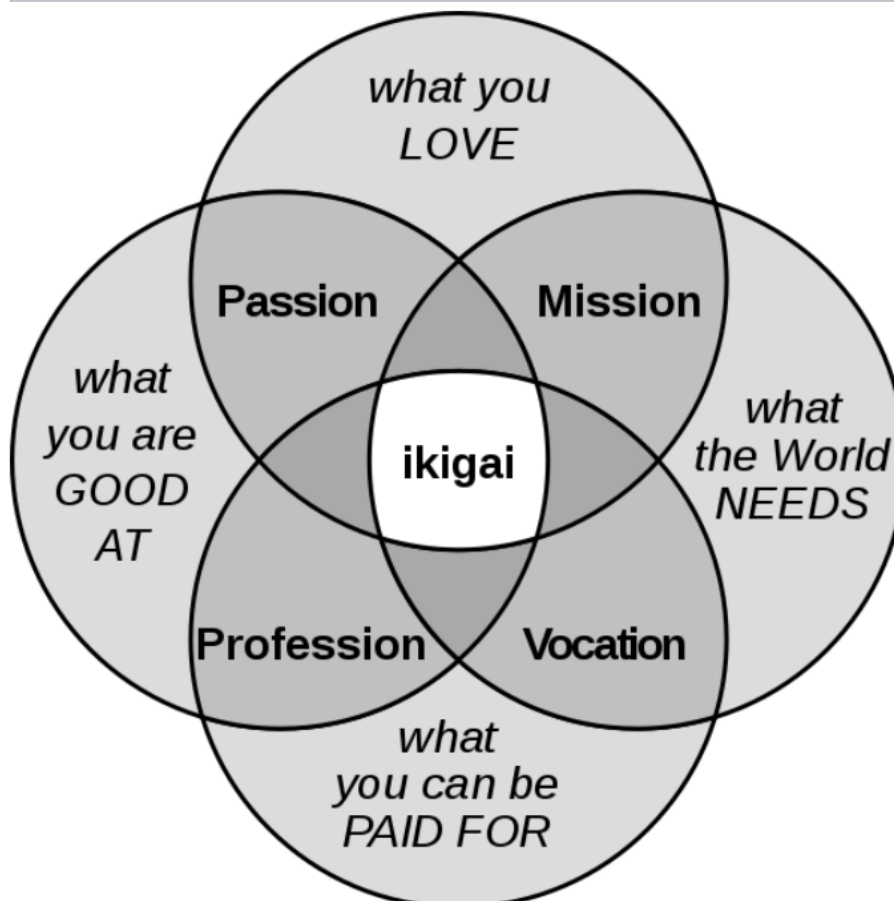 what you
LOVE
Passion
Mission
what
you are
GOOD
AT
ikigai
what
the World
NEEDS
Profession
Vocation
what
you can be
PAID FOR